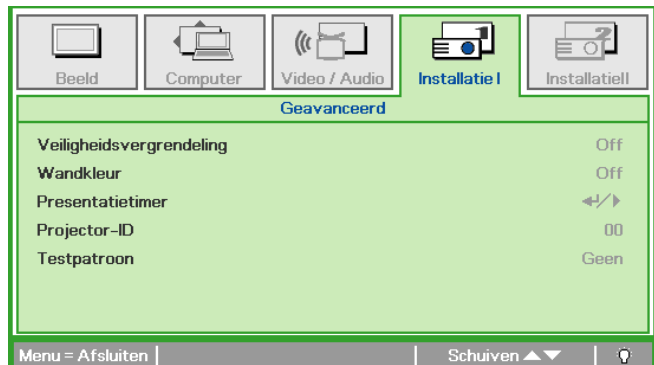 Beeld Computer Video / Audio Installatie I InstallatieII
Geavanceerd
Veiligheidsvergrendeling Off
Wandkleur Off
Presentatietimer
Projector-ID 00
Testpatroon Geen
Menu = Afsluiten Schuiven